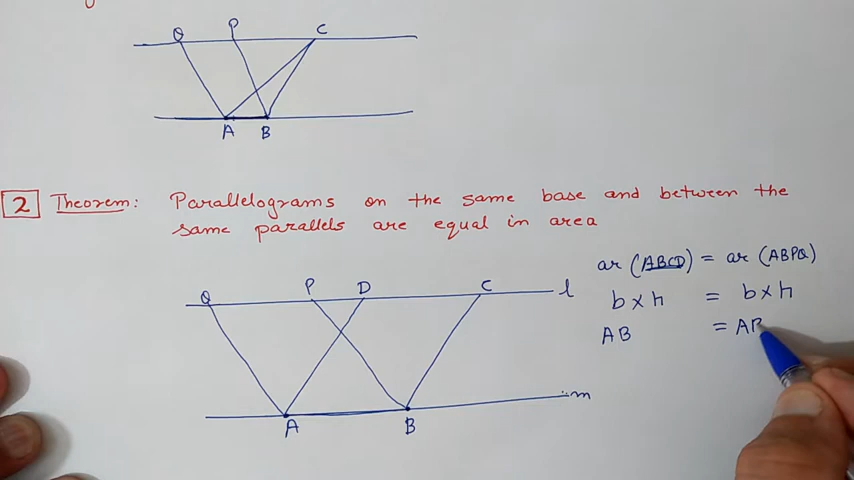 Q P C
A B
2 Theorem: Parallelograms on the same base and between the
same parallels are equal in area
ar (ABCD) = ar (ABPQ)
Q P D C l
b × h = b × h
AB = AB
m
A B